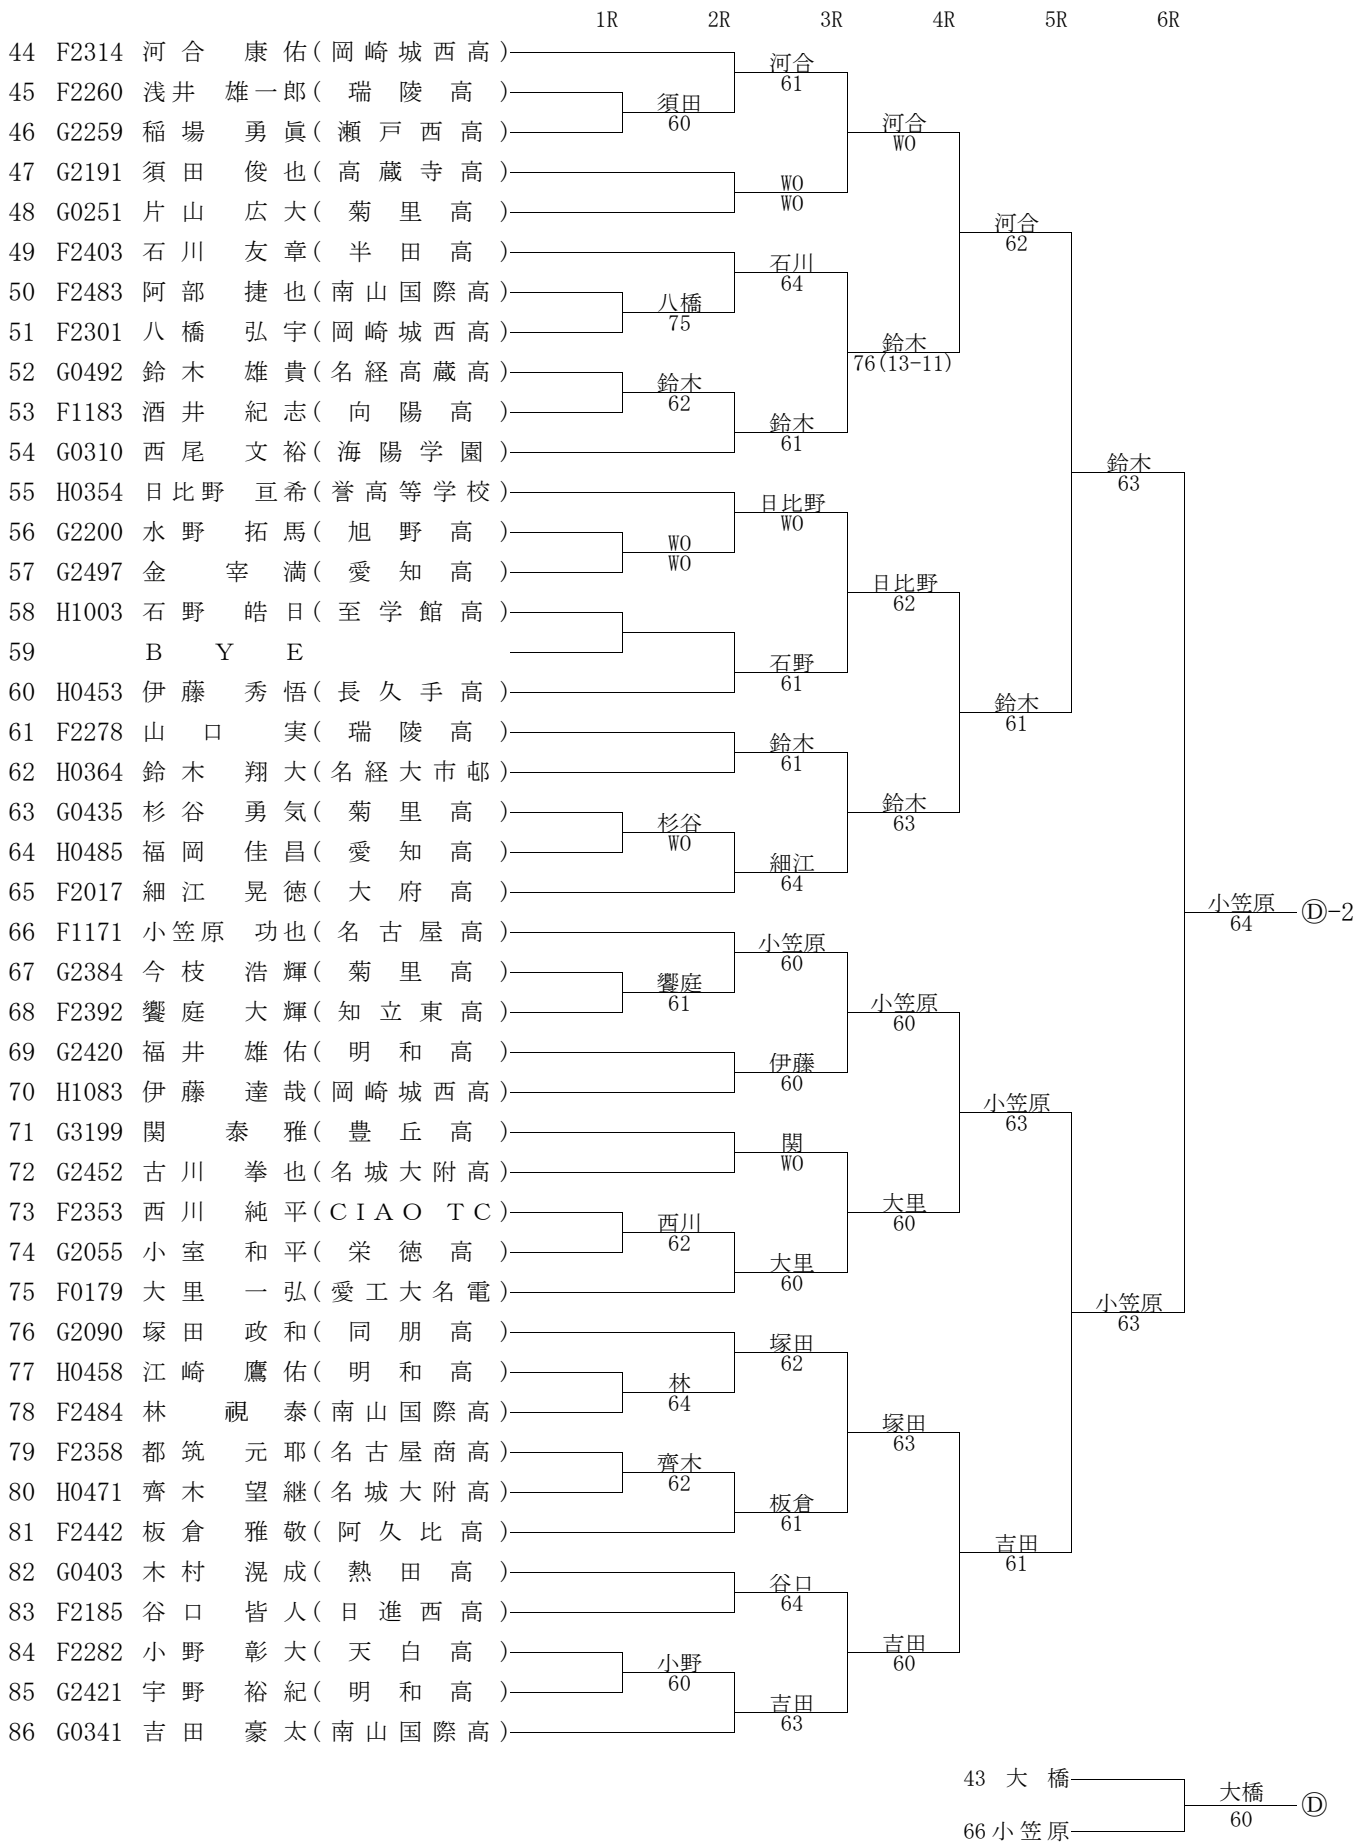 1R 2R 3R 4R 5R 6R
44 F2314 河合 康佑(岡崎城西高)
河合
61
45 F2260 浅井 雄一郎(瑞陵高)
須田
60
46 G2259 稲場 勇眞(瀬戸西高)
河合
WO
47 G2191 須田 俊也(高蔵寺高)
WO
WO
48 G0251 片山 広大(菊里高)
河合
62
49 F2403 石川 友章(半田高)
石川
64
50 F2483 阿部 捷也(南山国際高)
八橋
75
51 F2301 八橋 弘宇(岡崎城西高)
鈴木
76(13-11)
52 G0492 鈴木 雄貴(名経高蔵高)
鈴木
62
53 F1183 酒井 紀志(向陽高)
鈴木
61
54 G0310 西尾 文裕(海陽学園)
鈴木
63
55 H0354 日比野 亘希(誉高等学校)
日比野
WO
56 G2200 水野 拓馬(旭野高)
WO
WO
57 G2497 金 宰満(愛知高)
日比野
62
58 H1003 石野 皓日(至学館高)
59 BYE
石野
61
60 H0453 伊藤 秀悟(長久手高)
鈴木
61
61 F2278 山口 実(瑞陵高)
鈴木
61
62 H0364 鈴木 翔大(名経大市邨)
63 G0435 杉谷 勇気(菊里高)
鈴木
63
杉谷
WO
64 H0485 福岡 佳昌(愛知高)
細江
64
65 F2017 細江 晃徳(大府高)
小笠原
64
Ⓓ-2
66 F1171 小笠原 功也(名古屋高)
小笠原
60
67 G2384 今枝 浩輝(菊里高)
饗庭
61
68 F2392 饗庭 大輝(知立東高)
小笠原
60
69 G2420 福井 雄佑(明和高)
伊藤
60
70 H1083 伊藤 達哉(岡崎城西高)
小笠原
63
71 G3199 関 泰雅(豊丘高)
関
WO
72 G2452 古川 拳也(名城大附高)
73 F2353 西川 純平(CIAO TC)
大里
60
西川
62
74 G2055 小室 和平(栄徳高)
大里
60
75 F0179 大里 一弘(愛工大名電)
小笠原
63
76 G2090 塚田 政和(同朋高)
塚田
62
77 H0458 江崎 鷹佑(明和高)
林
64
78 F2484 林 視泰(南山国際高)
塚田
63
79 F2358 都筑 元耶(名古屋商高)
齊木
62
80 H0471 齊木 望継(名城大附高)
板倉
61
81 F2442 板倉 雅敬(阿久比高)
吉田
61
82 G0403 木村 滉成(熱田高)
谷口
64
83 F2185 谷口 皆人(日進西高)
84 F2282 小野 彰大(天白高)
吉田
60
小野
60
85 G2421 宇野 裕紀(明和高)
吉田
63
86 G0341 吉田 豪太(南山国際高)
43 大橋
大橋
60
Ⓓ
66 小笠原